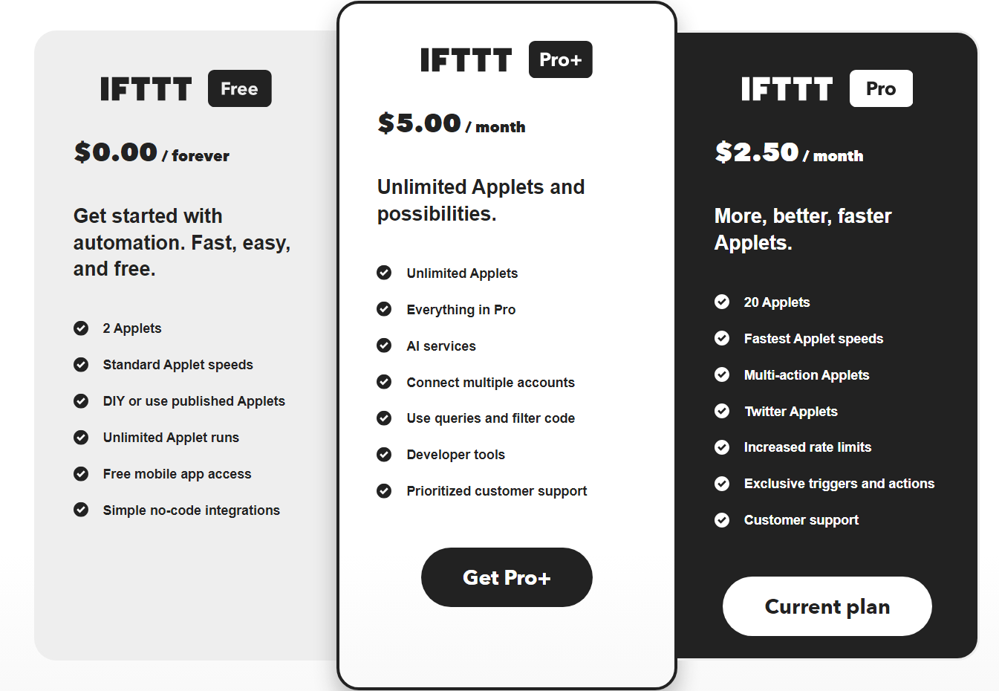 IFTTT Free
$0.00 / forever
Get started with
automation. Fast, easy,
and free.
2 Applets
Standard Applet speeds
DIY or use published Applets
Unlimited Applet runs
Free mobile app access
Simple no-code integrations
IFTTT Pro+
$5.00 / month
Unlimited Applets and
possibilities.
Unlimited Applets
Everything in Pro
AI services
Connect multiple accounts
Use queries and filter code
Developer tools
Prioritized customer support
Get Pro+
IFTTT Pro
$2.50 / month
More, better, faster
Applets.
20 Applets
Fastest Applet speeds
Multi-action Applets
Twitter Applets
Increased rate limits
Exclusive triggers and actions
Customer support
Current plan